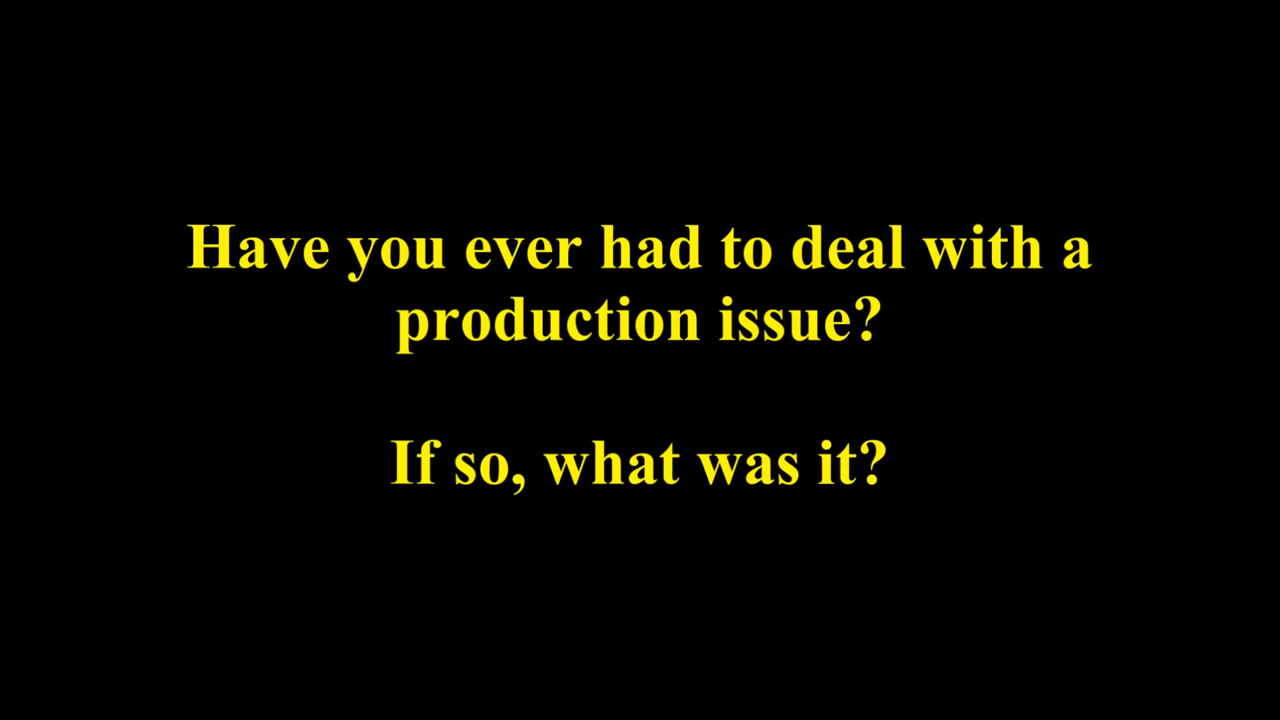 Have you ever had to deal with a
production issue?
If so, what was it?